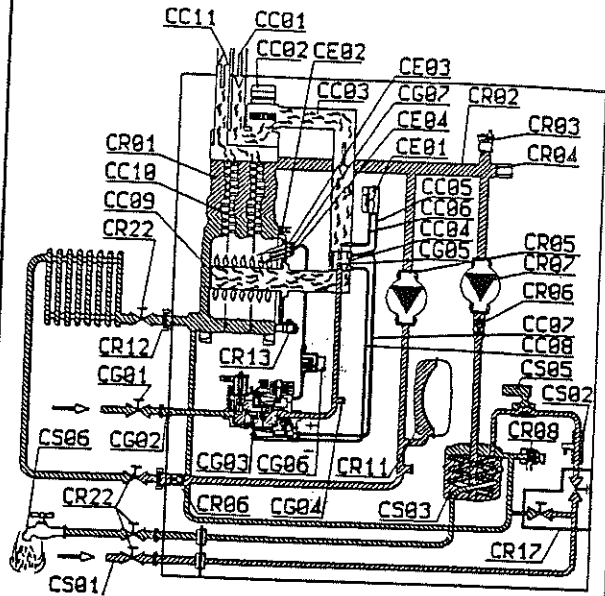 CC11 CC01
CC02 CE02
CE03
CC03 CG07
CR02
CE04
CR03
CR01
CE01
CR04
CC10
CC05
CC09
CC06
CR22
CC04
CG05
CR05
CR07
CR06
CC07
CR12
CR13
CC08
CG01
CS05
CS02
CS06
CG02
CR08
CG03 CG06
CR11
CR22
CS03
CR06 CG04
CR17
CS01